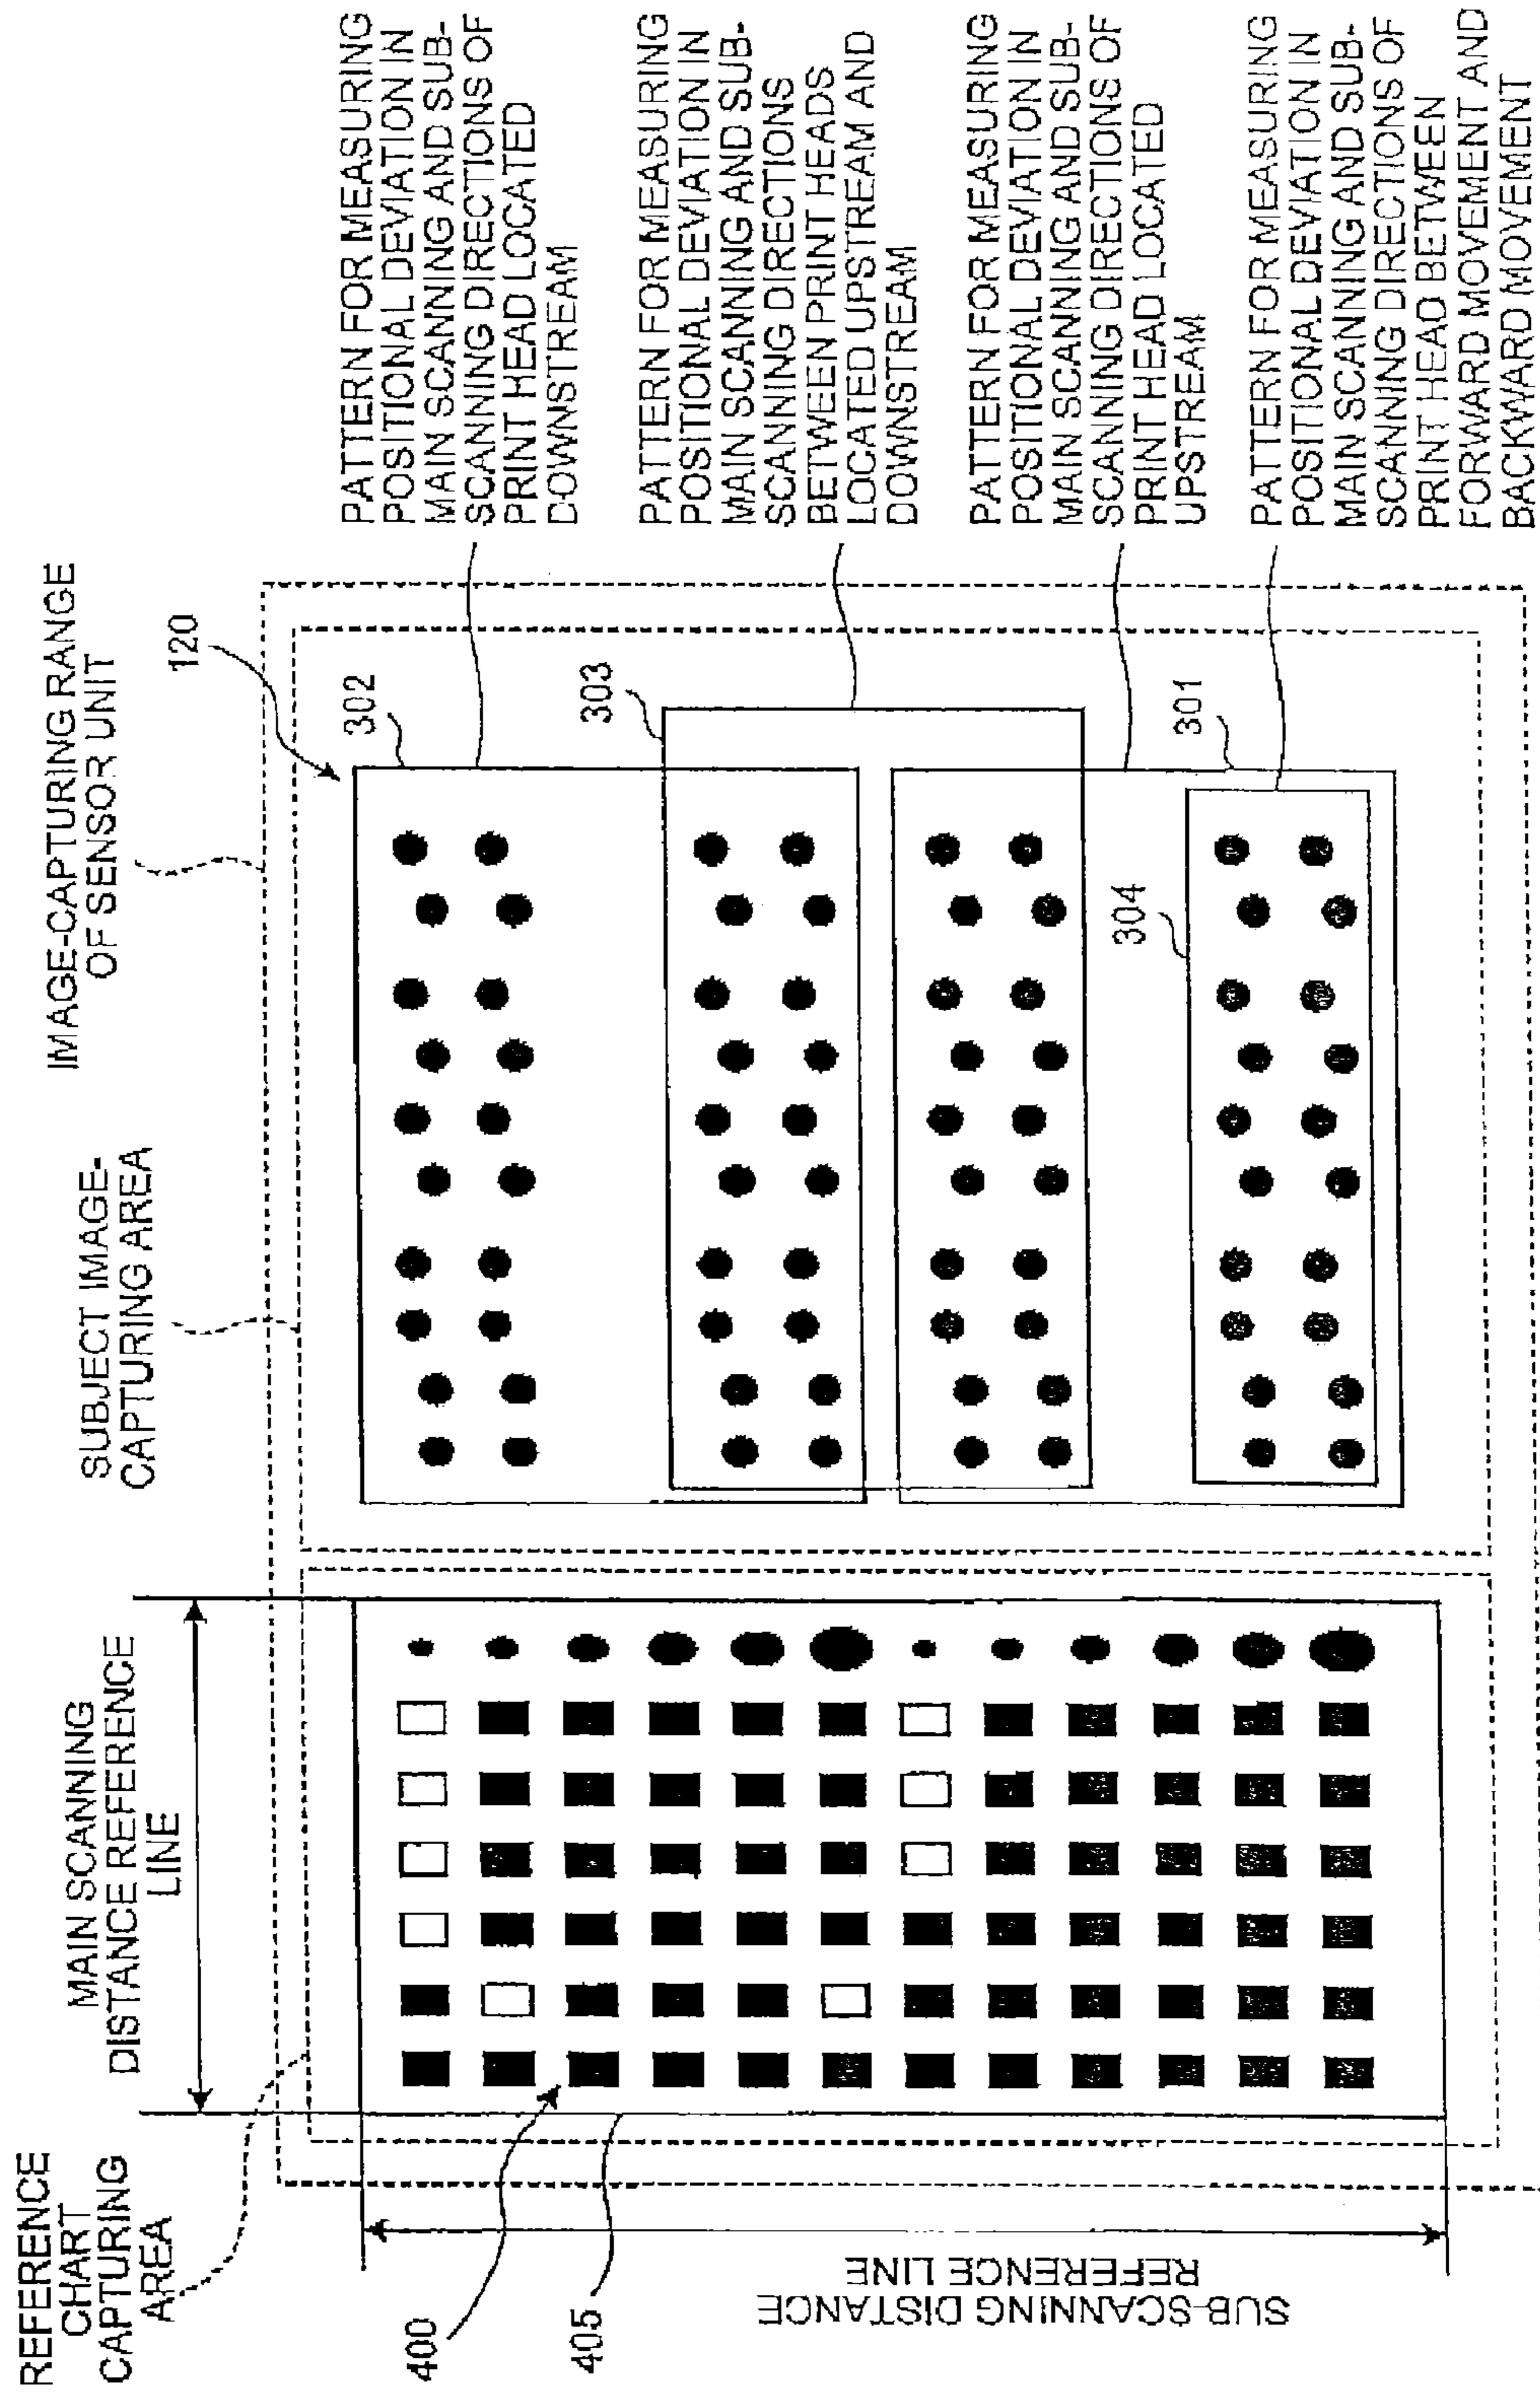 REFERENCE
CHART
CAPTURING
AREA
MAIN SCANNING
DISTANCE REFERENCE
LINE
SUBJECT IMAGE-
CAPTURING AREA
IMAGE-CAPTURING RANGE
OF SENSOR UNIT
120
302
303
301
304
400
405
SUB-SCANNING DISTANCE
REFERENCE LINE
PATTERN FOR MEASURING
POSITIONAL DEVIATION IN
MAIN SCANNING AND SUB-
SCANNING DIRECTIONS OF
PRINT HEAD LOCATED
DOWNSTREAM
PATTERN FOR MEASURING
POSITIONAL DEVIATION IN
MAIN SCANNING AND SUB-
SCANNING DIRECTIONS
BETWEEN PRINT HEADS
LOCATED UPSTREAM AND
DOWNSTREAM
PATTERN FOR MEASURING
POSITIONAL DEVIATION IN
MAIN SCANNING AND SUB-
SCANNING DIRECTIONS OF
PRINT HEAD LOCATED
UPSTREAM
PATTERN FOR MEASURING
POSITIONAL DEVIATION IN
MAIN SCANNING AND SUB-
SCANNING DIRECTIONS OF
PRINT HEAD BETWEEN
FORWARD MOVEMENT AND
BACKWARD MOVEMENT